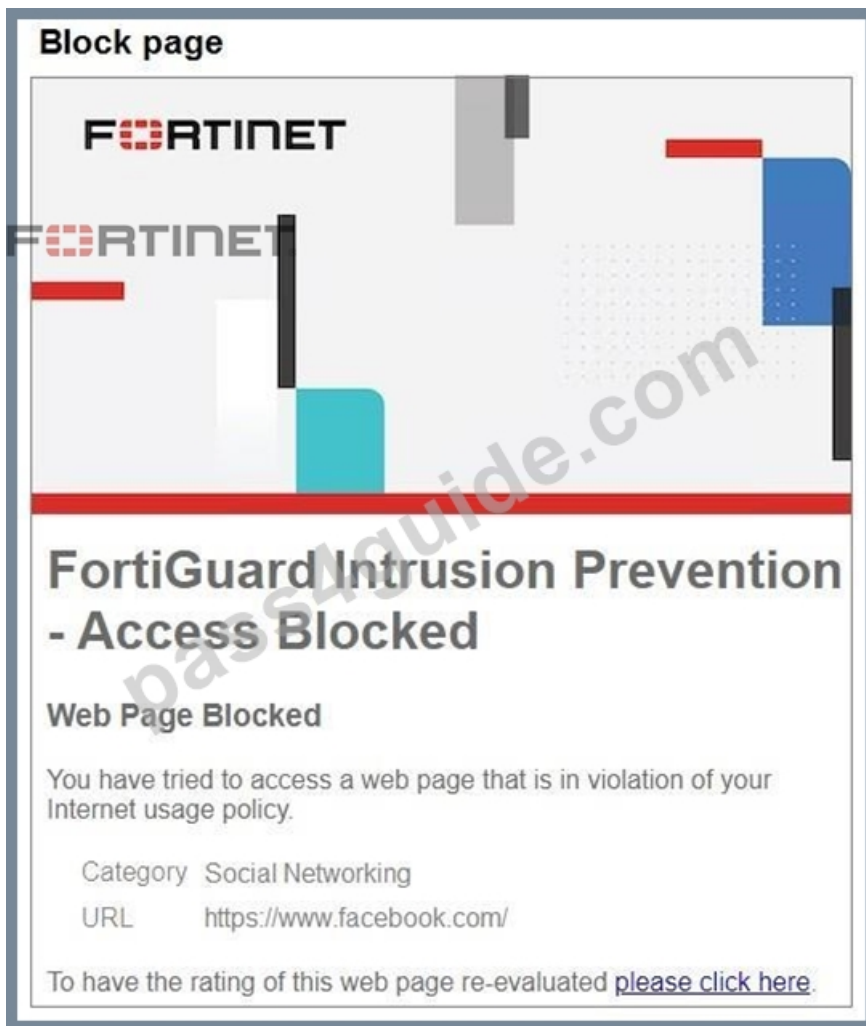 Block page
FORTINET
FORTINET
pass4guide.com
FortiGuard Intrusion Prevention
- Access Blocked
Web Page Blocked
You have tried to access a web page that is in violation of your
Internet usage policy.
Category Social Networking
URL https://www.facebook.com/
To have the rating of this web page re-evaluated please click here.